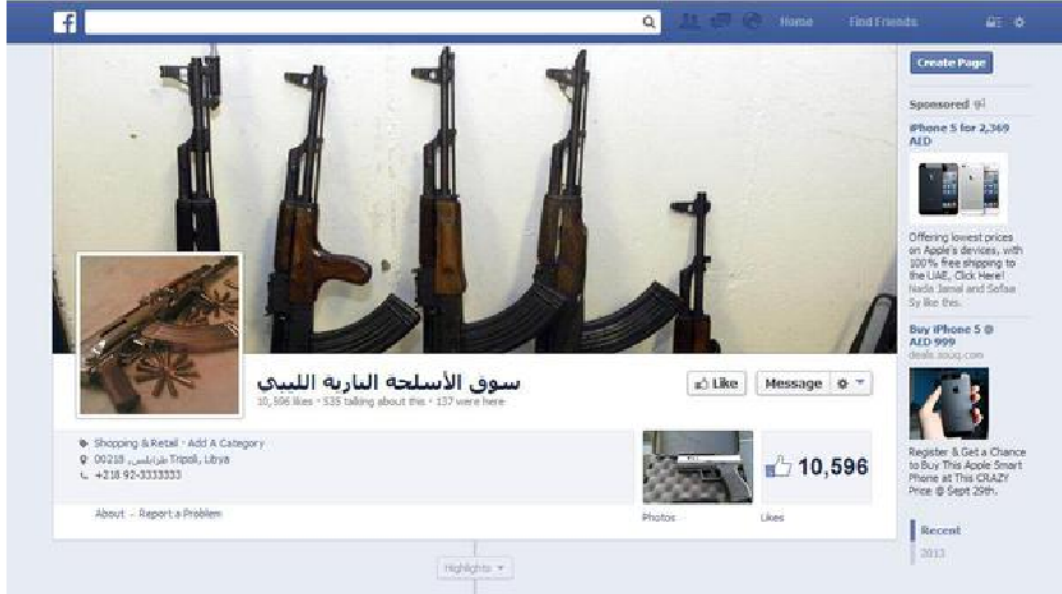 f
Home Find Friends
Create Page
Sponsored
iPhone 5 for 2,369
AED
Offering lowest prices
on Apple's devices, with
100% free shipping to
the UAE, Click Here!
Nada Jamal and Safaa
Sy like this.
Buy iPhone 5 @
AED 999
deals.souq.com
Register & Get a Chance
to Buy This Apple Smart
Phone at This CRAZY
Price @ Sept 29th.
Recent
2013
سوق الأسلحة النارية الليبي
10,596 likes · 535 talking about this · 137 were here
Like
Message
Shopping & Retail · Add A Category
00218 طرابلس, Tripoli, Libya
+218 92-3333333
About – Report a Problem
10,596
Photos
Likes
Highlights